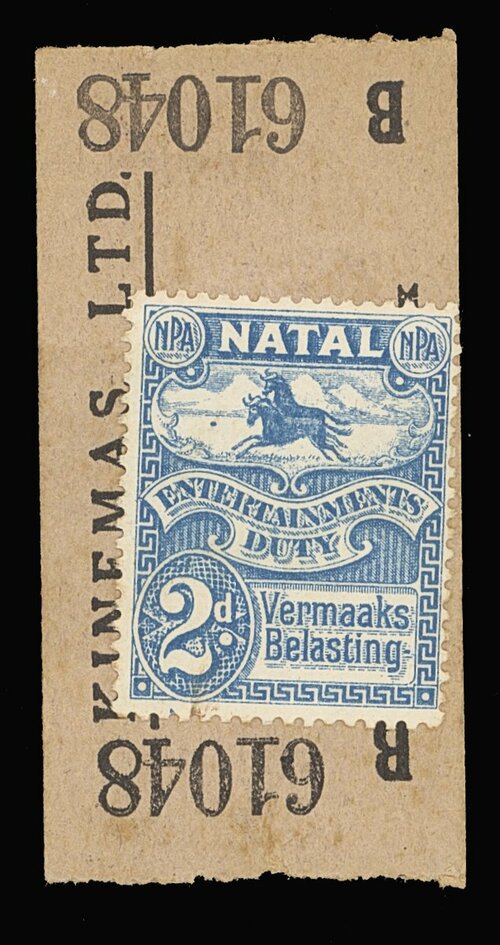 61048 B
KINEMAS LTD.
NPA NATAL NPA
ENTERTAINMENTS
DUTY
2d. Vermaaks
Belasting
61048